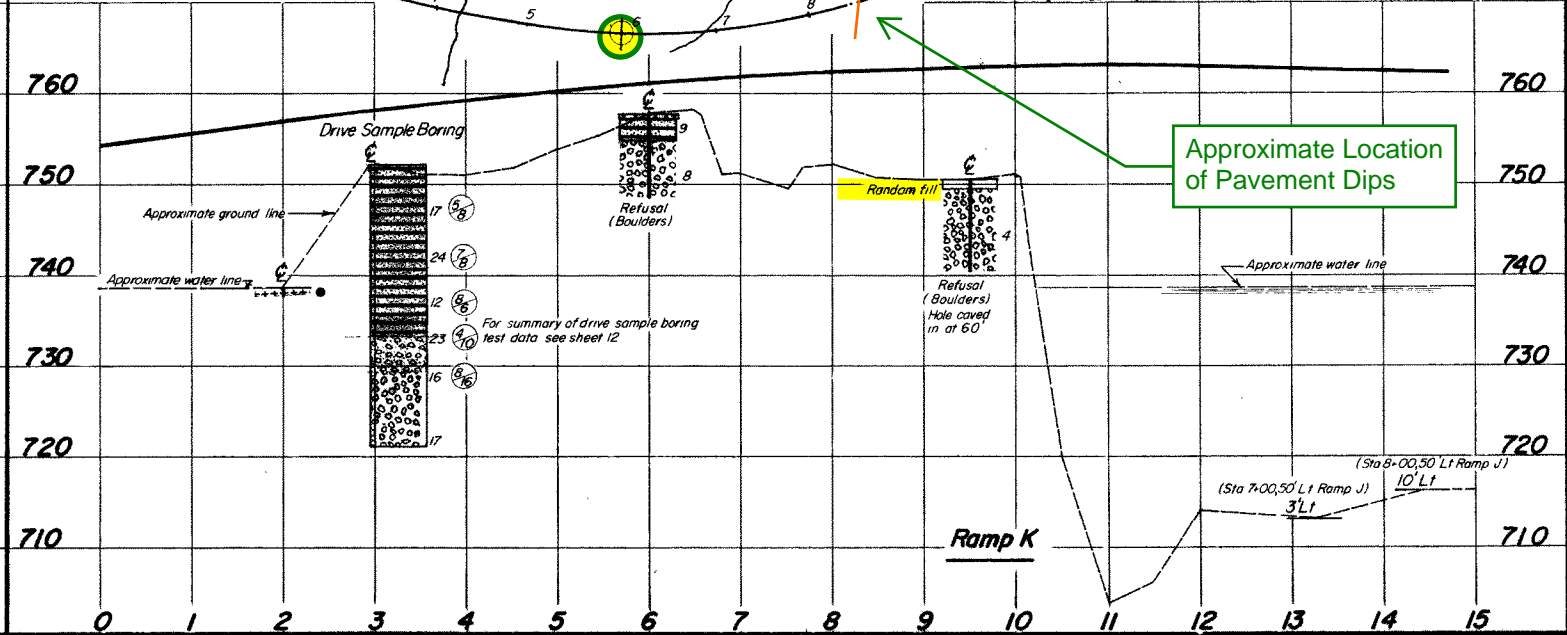 5
6
7
8
760
760
Drive Sample Boring
℄
℄
9
8
Refusal
(Boulders)
Approximate Location
of Pavement Dips
750
750
Approximate ground line
17
5/8
Random fill
℄
4
24
7/8
740
740
Approximate water line
℄
12
8/6
Approximate water line
Refusal
(Boulders)
Hole caved
in at 60'
For summary of drive sample boring
test data see sheet 12
23
4/10
730
730
16
8/16
17
720
720
(Sta 8+00,50' Lt Ramp J)
10' Lt
(Sta 7+00,50' Lt Ramp J)
3' Lt
710
710
Ramp K
0 1 2 3 4 5 6 7 8 9 10 11 12 13 14 15